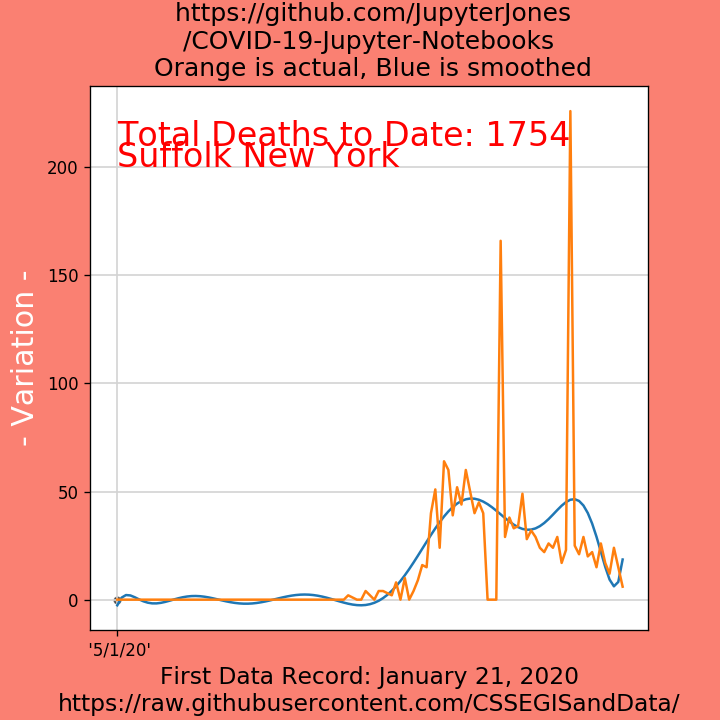 https://github.com/JupyterJones
/COVID-19-Jupyter-Notebooks
Orange is actual, Blue is smoothed
Total Deaths to Date: 1754
Suffolk New York
200
150
100
50
0
- Variation -
'5/1/20'
First Data Record: January 21, 2020
https://raw.githubusercontent.com/CSSEGISandData/